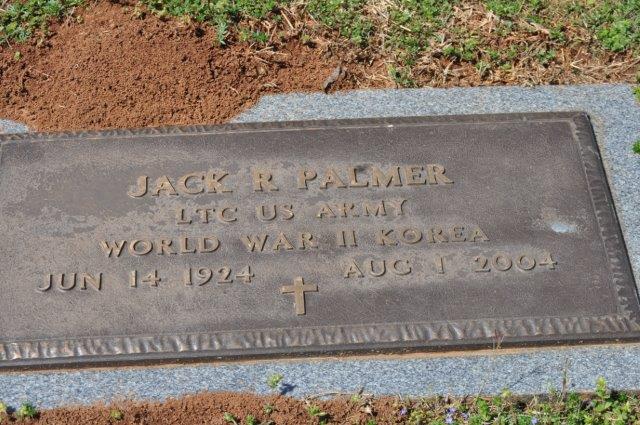 JACK R PALMER
LTC US ARMY
WORLD WAR II KOREA
JUN 14 1924 AUG 1 2004